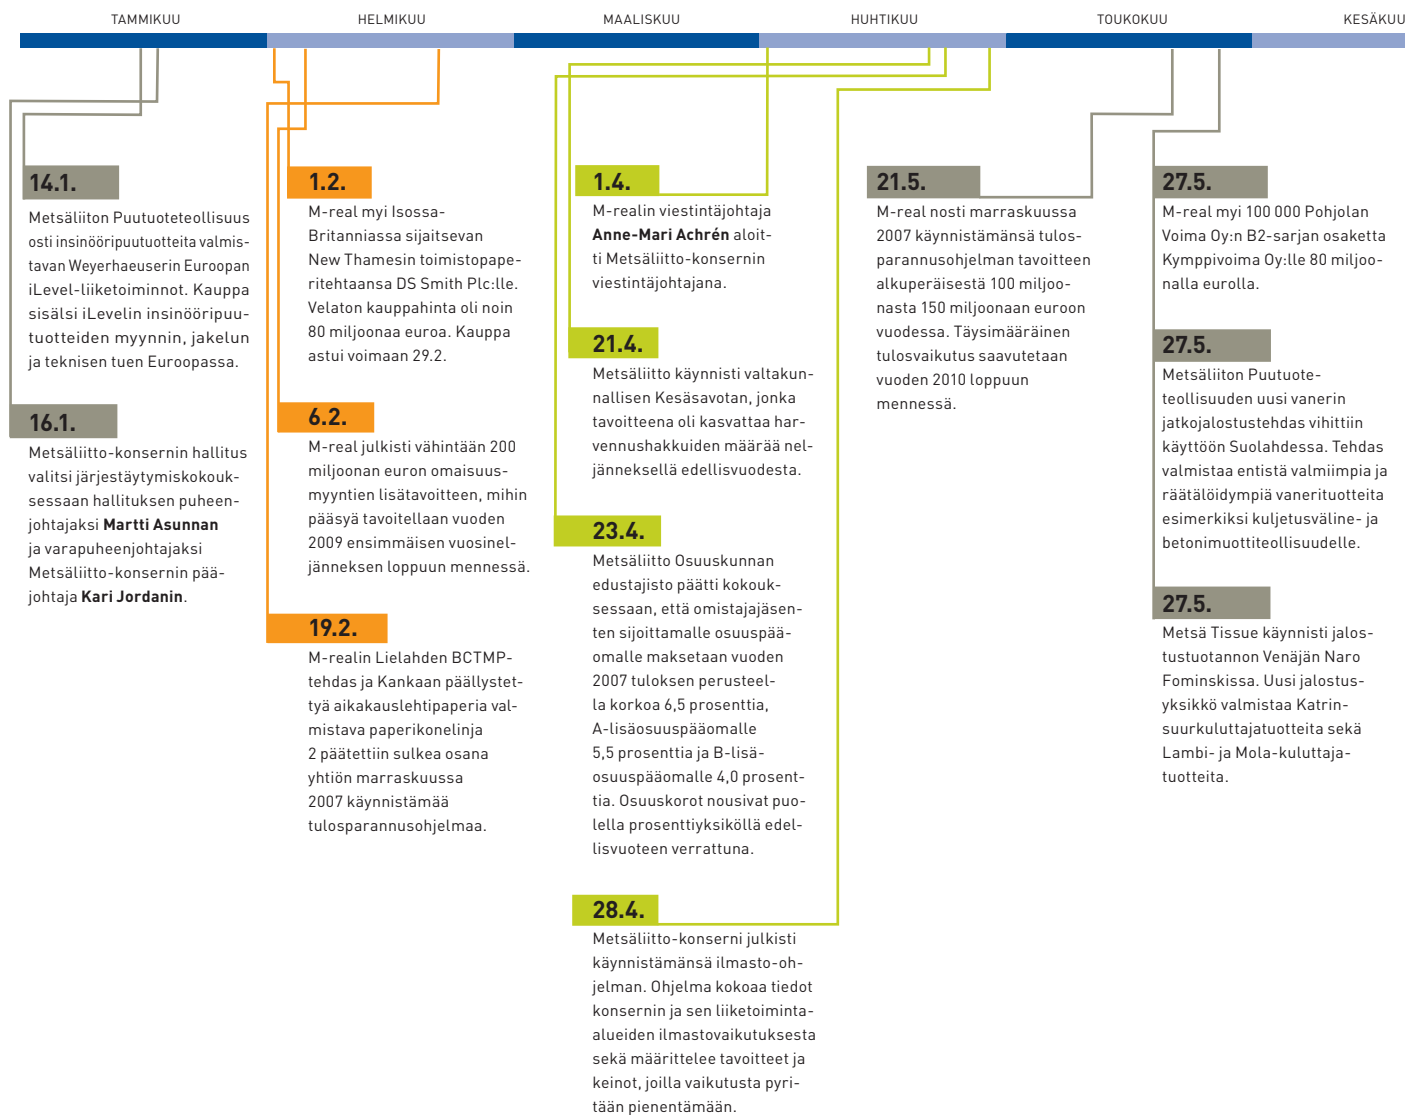 TAMMIKUU
HELMIKUU
MAALISKUU
HUHTIKUU
TOUKOKUU
KESÄKUU
14.1.
Metsäliiton Puutuoteteollisuus
osti insinööripuutuotteita valmis-
tavan Weyerhaeuserin Euroopan
iLevel-liiketoiminnot. Kauppa
sisälsi iLevelin insinööripuu-
tuotteiden myynnin, jakelun
ja teknisen tuen Euroopassa.
16.1.
Metsäliitto-konsernin hallitus
valitsi järjestäytymiskokouk-
sessaan hallituksen puheen-
johtajaksi Martti Asunnan
ja varapuheenjohtajaksi
Metsäliitto-konsernin pää-
johtaja Kari Jordanin.
1.2.
M-real myi Isossa-
Britanniassa sijaitsevan
New Thamesin toimistopape-
ritehtaansa DS Smith Plc:lle.
Velaton kauppahinta oli noin
80 miljoonaa euroa. Kauppa
astui voimaan 29.2.
6.2.
M-real julkisti vähintään 200
miljoonan euron omaisuus-
myyntien lisätavoitteen, mihin
pääsyä tavoitellaan vuoden
2009 ensimmäisen vuosinel-
jänneksen loppuun mennessä.
19.2.
M-realin Lielahden BCTMP-
tehdas ja Kankaan päällystet-
tyä aikakauslehtipaperia val-
mistava paperikonelinja
2 päätettiin sulkea osana
yhtiön marraskuussa
2007 käynnistämää
tulosparannusohjelmaa.
1.4.
M-realin viestintäjohtaja
Anne-Mari Achrén aloit-
ti Metsäliitto-konsernin
viestintäjohtajana.
21.4.
Metsäliitto käynnisti valtakun-
nallisen Kesäsavotan, jonka
tavoitteena oli kasvattaa har-
vennushakkuiden määrää nel-
jänneksellä edellisvuodesta.
23.4.
Metsäliitto Osuuskunnan
edustajisto päätti kokouk-
sessaan, että omistajajäsen-
ten sijoittamalle osuuspää-
omalle maksetaan vuoden
2007 tuloksen perusteel-
la korkoa 6,5 prosenttia,
A-lisäosuuspääomalle
5,5 prosenttia ja B-lisä-
osuuspääomalle 4,0 prosent-
tia. Osuuskorot nousivat puo-
lella prosenttiyksiköllä edel-
lisvuoteen verrattuna.
28.4.
Metsäliitto-konserni julkisti
käynnistämänsä ilmasto-oh-
jelman. Ohjelma kokoaa tiedot
konsernin ja sen liiketoiminta-
alueiden ilmastovaikutuksesta
sekä määrittelee tavoitteet ja
keinot, joilla vaikutusta pyri-
tään pienentämään.
21.5.
M-real nosti marraskuussa
2007 käynnistämänsä tulos-
parannusohjelman tavoitteen
alkuperäisestä 100 miljoo-
nasta 150 miljoonaan euroon
vuodessa. Täysimääräinen
tulosvaikutus saavutetaan
vuoden 2010 loppuun
mennessä.
27.5.
M-real myi 100 000 Pohjolan
Voima Oy:n B2-sarjan osaketta
Kymppivoima Oy:lle 80 miljoo-
nalla eurolla.
27.5.
Metsäliiton Puutuote-
teollisuuden uusi vanerin
jatkojalostustehdas vihittiin
käyttöön Suolahdessa. Tehdas
valmistaa entistä valmiimpia ja
räätälöidympiä vanerituotteita
esimerkiksi kuljetusväline- ja
betonimuottiteollisuudelle.
27.5.
Metsä Tissue käynnisti jalos-
tustuotannon Venäjän Naro
Fominskissa. Uusi jalostus-
yksikkö valmistaa Katrin-
suurkuluttajatuotteita sekä
Lambi- ja Mola-kuluttaja-
tuotteita.